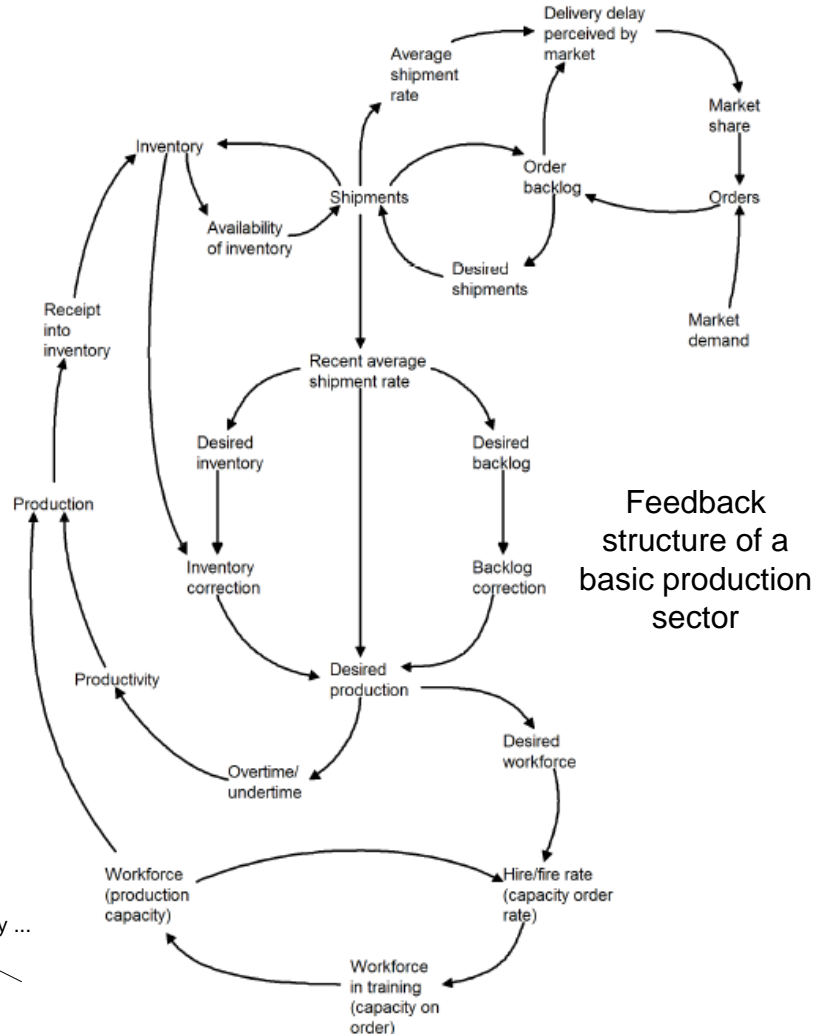 Delivery delay
perceived by
market
Average
shipment
rate
Market
share
Inventory
Order
backlog
Shipments
Orders
Availability
of inventory
Desired
shipments
Receipt
into
inventory
Market
demand
Recent average
shipment rate
Desired
inventory
Desired
backlog
Production
Feedback
structure of a
basic production
sector
Inventory
correction
Backlog
correction
Productivity
Desired
production
Desired
workforce
Overtime/
undertime
Workforce
(production
capacity)
Hire/fire rate
(capacity order
rate)
y ...
Workforce
in training
(capacity on
order)